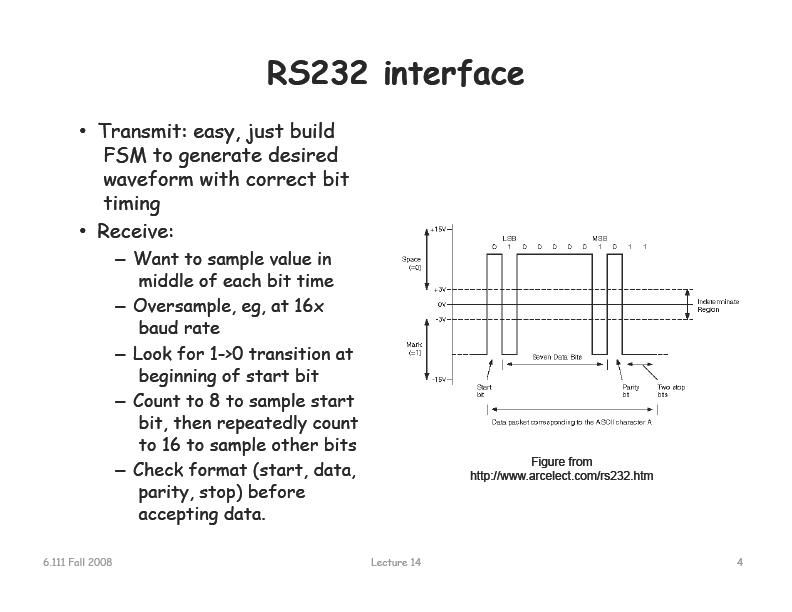 RS232 interface
• Transmit: easy, just build
FSM to generate desired
waveform with correct bit
timing
• Receive:
– Want to sample value in
middle of each bit time
– Oversample, eg, at 16x
baud rate
– Look for 1->0 transition at
beginning of start bit
– Count to 8 to sample start
bit, then repeatedly count
to 16 to sample other bits
– Check format (start, data,
parity, stop) before
accepting data.
+15V
LSB MSB
0 1 0 0 0 0 0 1 0 1 1
Space
(=0)
+3V
0V
-3V
Indeterminate
Region
Mark
(=1)
Seven Data Bits
-15V
Start
bit
Parity
bit
Two stop
bits
Data packet corresponding to the ASCII character A
Figure from
http://www.arcelect.com/rs232.htm
6.111 Fall 2008
Lecture 14
4